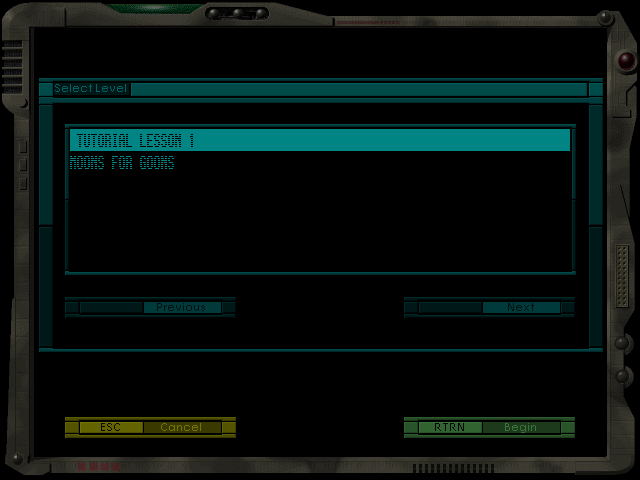 Select Level
TUTORIAL LESSON 1
MOONS FOR GOONS
Previous
Next
ESC Cancel
RTRN Begin